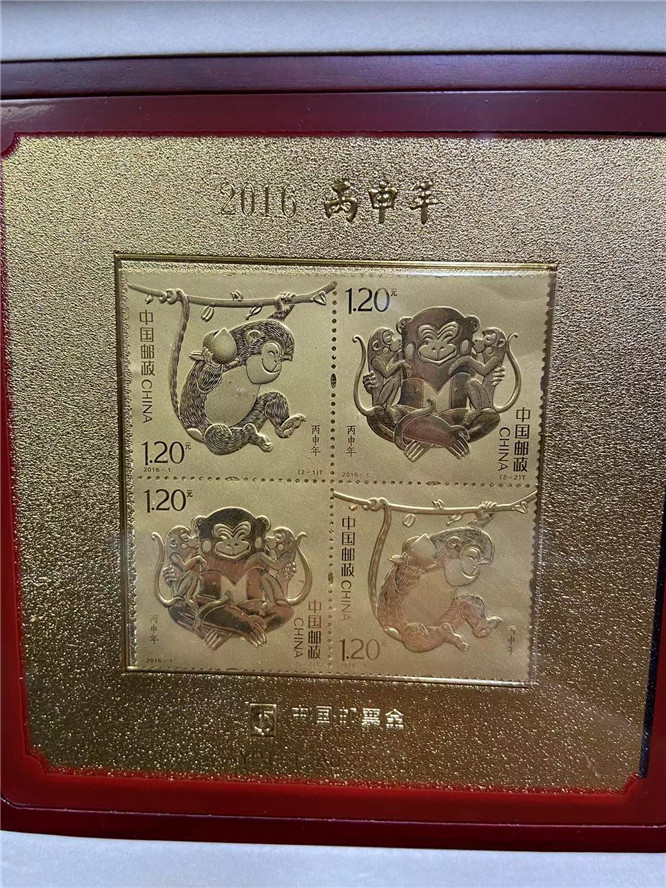 2016 丙申年
中国邮政 CHINA
1.20元
丙申年
2016-1
(2-1)T
1.20元
丙申年
中国邮政
CHINA
2016-1
(2-2)T
1.20元
丙申年
中国邮政
CHINA
2016-1
中国邮政
CHINA
1.20
丙申年
2016
中国邮票金